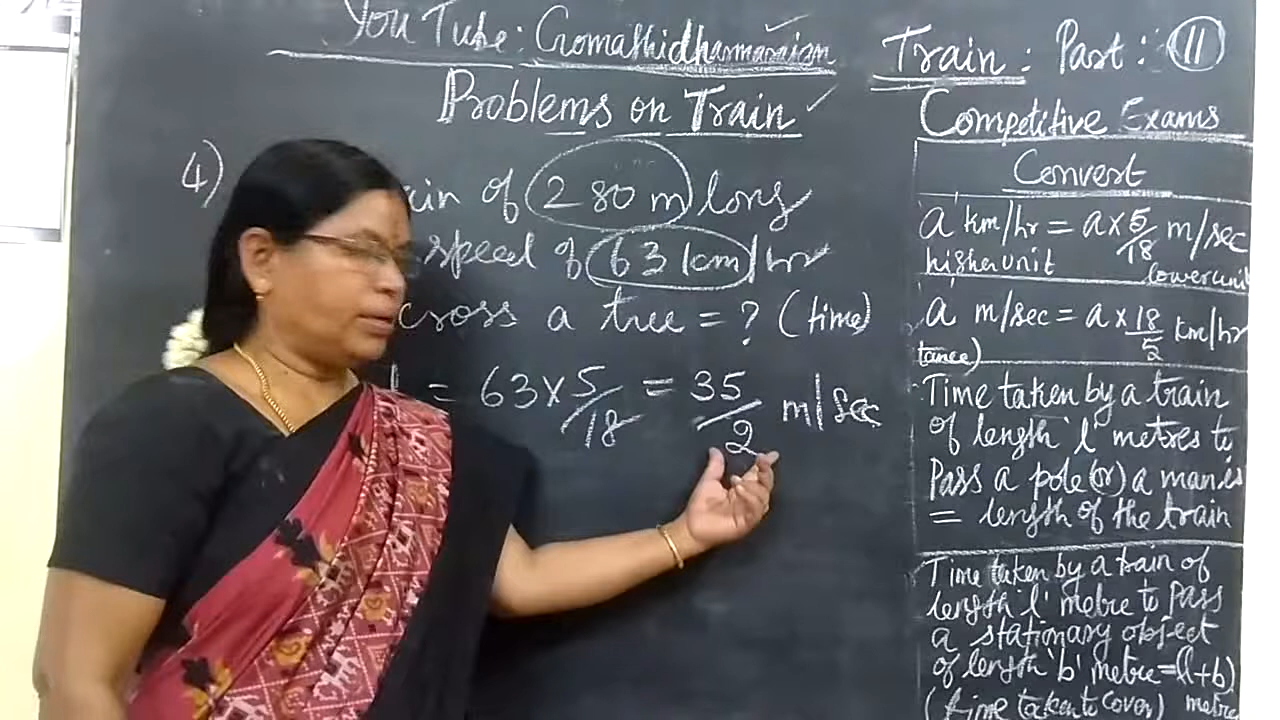 You Tube: Gomathidharmarajan
Problems on Train
4) ain of 280 m long
speed of 63 km/hr
cross a tree = ? (time)
= 63 × 5/18 = 35/2 m/sec
Train: Part: 11
Competitive Exams
Convert
a km/hr = a × 5/18 m/sec
higher unit lower unit
a m/sec = a × 18/5 km/hr
tance)
Time taken by a train
of length 'l' metres to
Pass a pole (or) a man is
= length of the train
Time taken by a train of
length 'l' metre to Pass
a stationary object
of length 'b' metre = (l+b)
(time taken to cover) metre